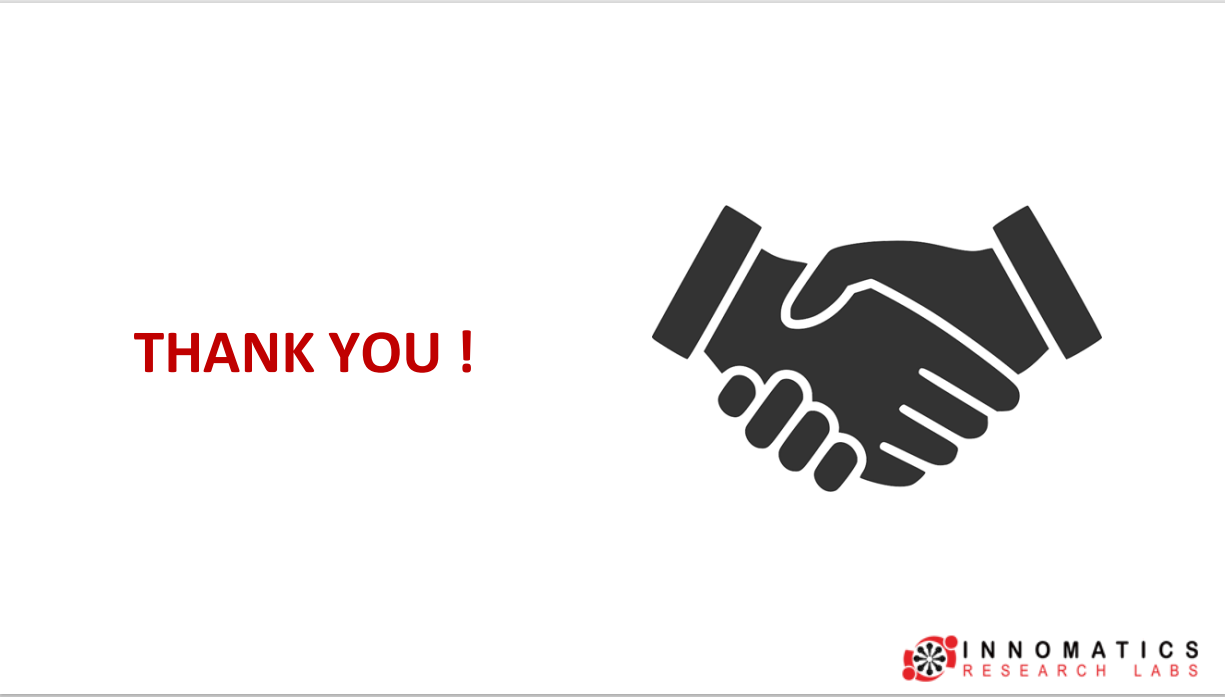 THANK YOU !
INNOMATICS
RESEARCH LABS